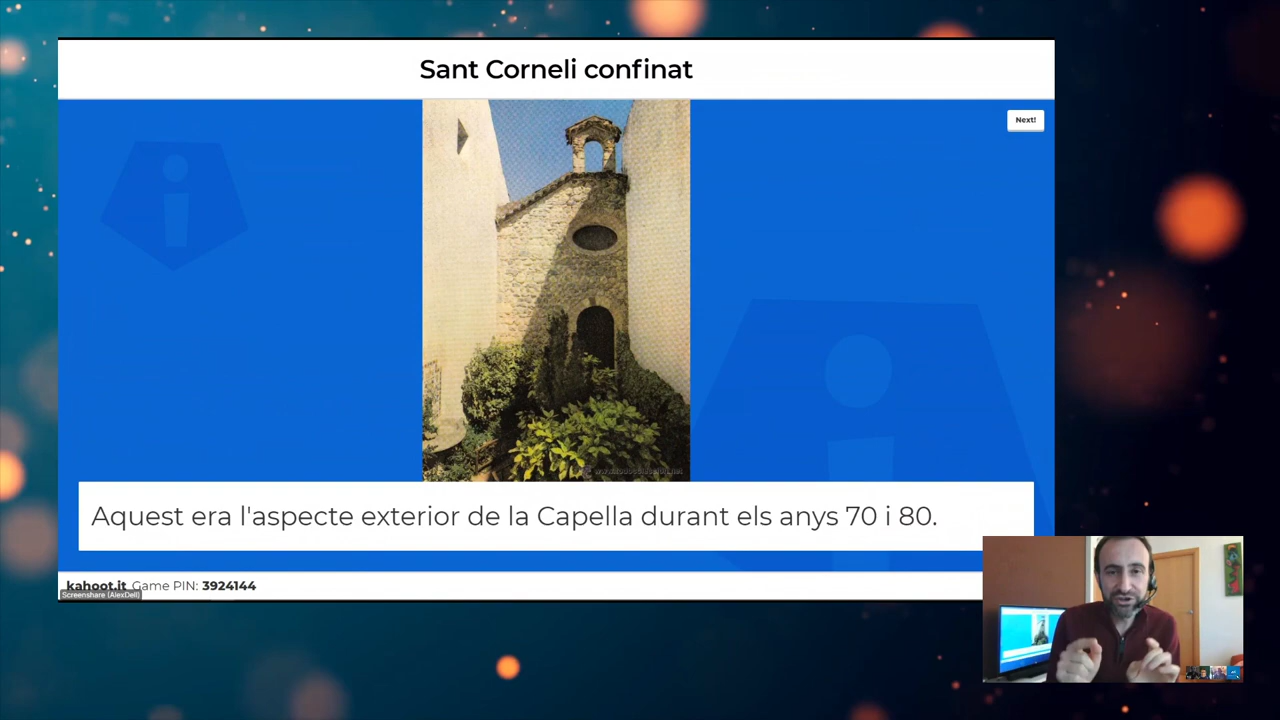 Sant Corneli confinat
Next!
Aquest era l'aspecte exterior de la Capella durant els anys 70 i 80.
kahoot.it Game PIN: 3924144
Screenshare (AlexDell)